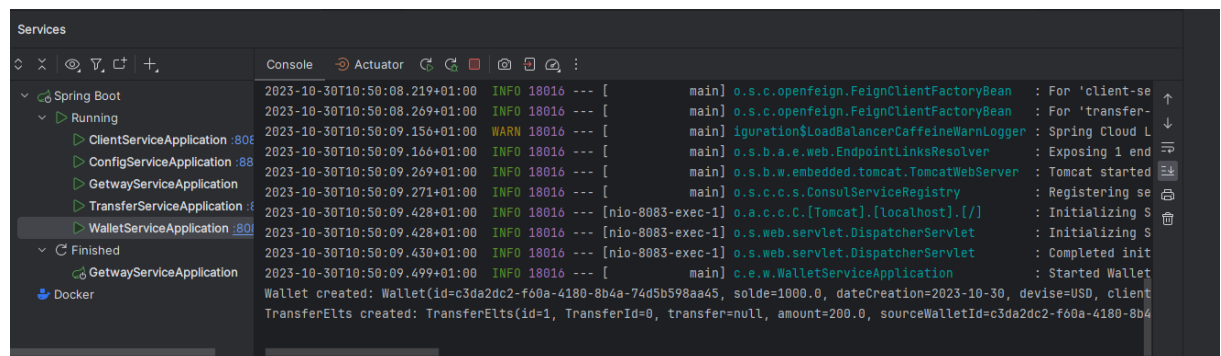 Services
Console Actuator
Spring Boot
Running
ClientServiceApplication :808
ConfigServiceApplication :88
GetwayServiceApplication
TransferServiceApplication :8
WalletServiceApplication :808
Finished
GetwayServiceApplication
Docker
2023-10-30T10:50:08.219+01:00 INFO 18016 --- [ main] o.s.c.openfeign.FeignClientFactoryBean : For 'client-se
2023-10-30T10:50:08.269+01:00 INFO 18016 --- [ main] o.s.c.openfeign.FeignClientFactoryBean : For 'transfer-
2023-10-30T10:50:09.156+01:00 WARN 18016 --- [ main] iguration$LoadBalancerCaffeineWarnLogger : Spring Cloud L
2023-10-30T10:50:09.166+01:00 INFO 18016 --- [ main] o.s.b.a.e.web.EndpointLinksResolver : Exposing 1 end
2023-10-30T10:50:09.269+01:00 INFO 18016 --- [ main] o.s.b.w.embedded.tomcat.TomcatWebServer : Tomcat started
2023-10-30T10:50:09.271+01:00 INFO 18016 --- [ main] o.s.c.c.s.ConsulServiceRegistry : Registering se
2023-10-30T10:50:09.428+01:00 INFO 18016 --- [nio-8083-exec-1] o.a.c.c.C.[Tomcat].[localhost].[/] : Initializing S
2023-10-30T10:50:09.428+01:00 INFO 18016 --- [nio-8083-exec-1] o.s.web.servlet.DispatcherServlet : Initializing S
2023-10-30T10:50:09.430+01:00 INFO 18016 --- [nio-8083-exec-1] o.s.web.servlet.DispatcherServlet : Completed init
2023-10-30T10:50:09.499+01:00 INFO 18016 --- [ main] c.e.w.WalletServiceApplication : Started Wallet
Wallet created: Wallet(id=c3da2dc2-f60a-4180-8b4a-74d5b598aa45, solde=1000.0, dateCreation=2023-10-30, devise=USD, client
TransferElts created: TransferElts(id=1, TransferId=0, transfer=null, amount=200.0, sourceWalletId=c3da2dc2-f60a-4180-8b4